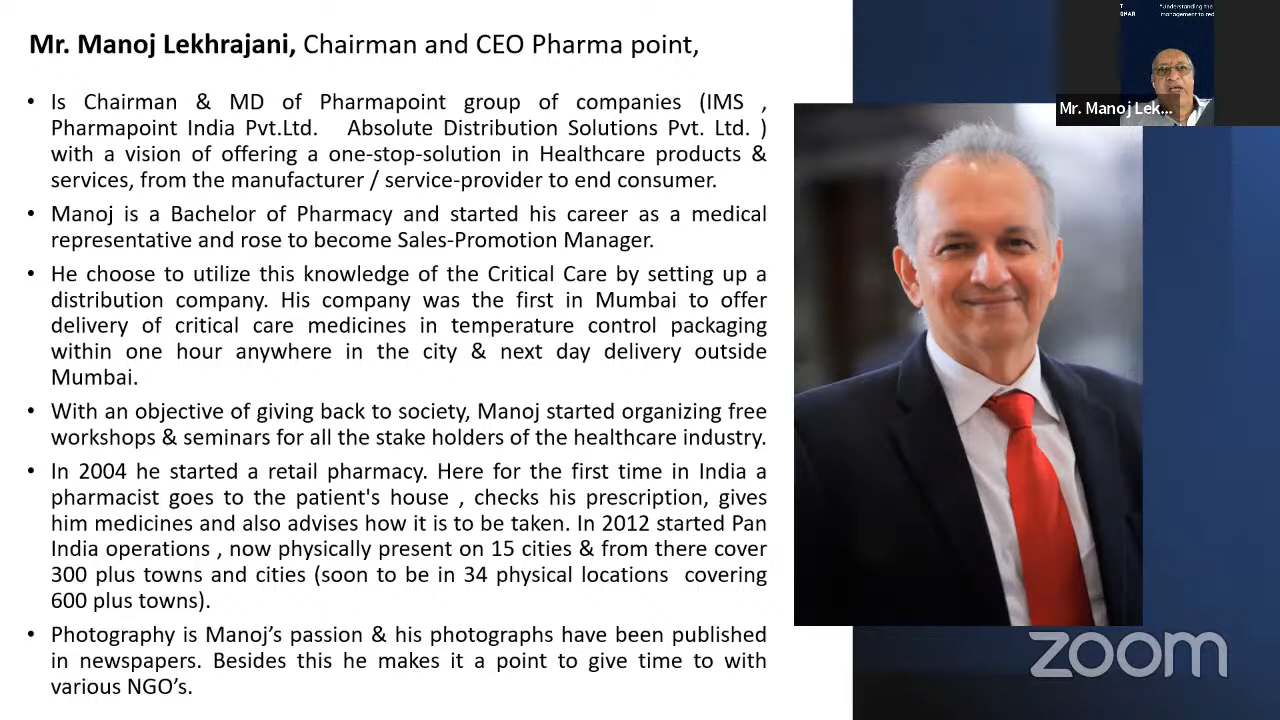 Mr. Manoj Lekhrajani, Chairman and CEO Pharma point,
• Is Chairman & MD of Pharmapoint group of companies (IMS ,
Pharmapoint India Pvt.Ltd. Absolute Distribution Solutions Pvt. Ltd. )
with a vision of offering a one-stop-solution in Healthcare products &
services, from the manufacturer / service-provider to end consumer.
• Manoj is a Bachelor of Pharmacy and started his career as a medical
representative and rose to become Sales-Promotion Manager.
• He choose to utilize this knowledge of the Critical Care by setting up a
distribution company. His company was the first in Mumbai to offer
delivery of critical care medicines in temperature control packaging
within one hour anywhere in the city & next day delivery outside
Mumbai.
• With an objective of giving back to society, Manoj started organizing free
workshops & seminars for all the stake holders of the healthcare industry.
• In 2004 he started a retail pharmacy. Here for the first time in India a
pharmacist goes to the patient's house , checks his prescription, gives
him medicines and also advises how it is to be taken. In 2012 started Pan
India operations , now physically present on 15 cities & from there cover
300 plus towns and cities (soon to be in 34 physical locations covering
600 plus towns).
• Photography is Manoj’s passion & his photographs have been published
in newspapers. Besides this he makes it a point to give time to with
various NGO’s.
"Understanding the
management to red
Mr. Manoj Lek...
zoom